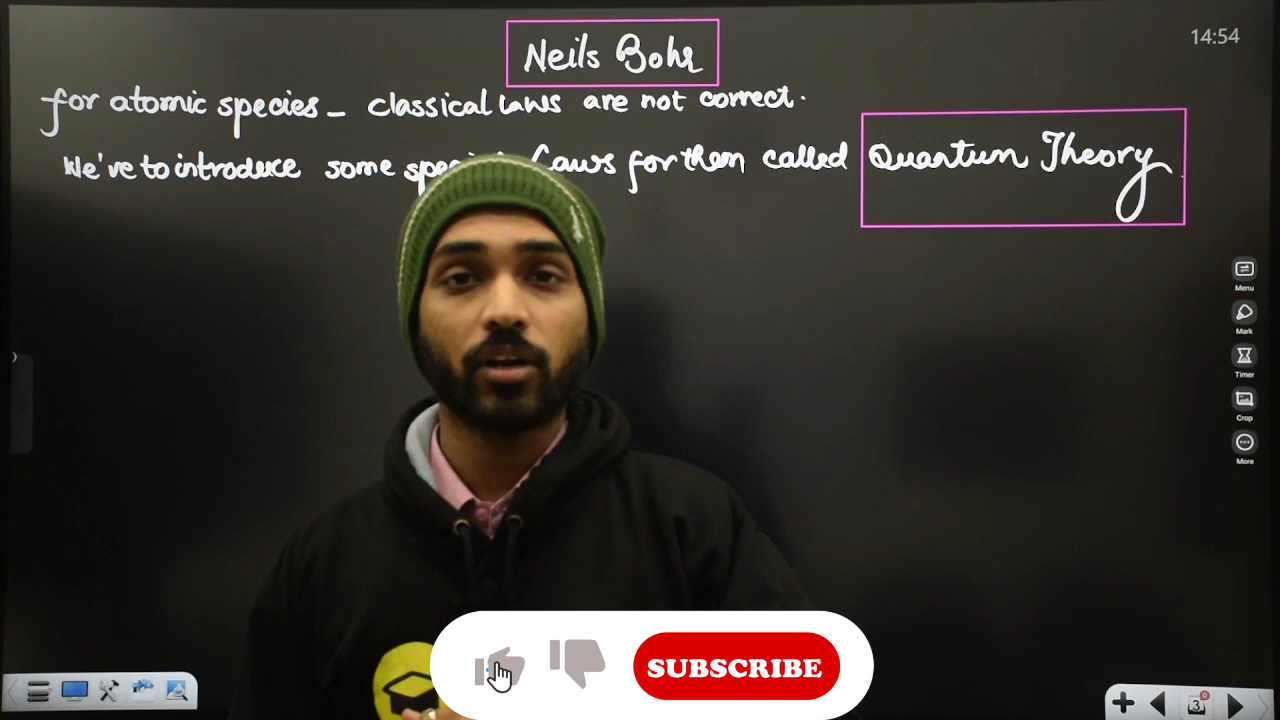 Neils Bohr
14:54
for atomic species - classical laws are not correct.
We've to introduce some laws for them called Quantum Theory
Menu
Mark
Timer
Crop
More
SUBSCRIBE
3